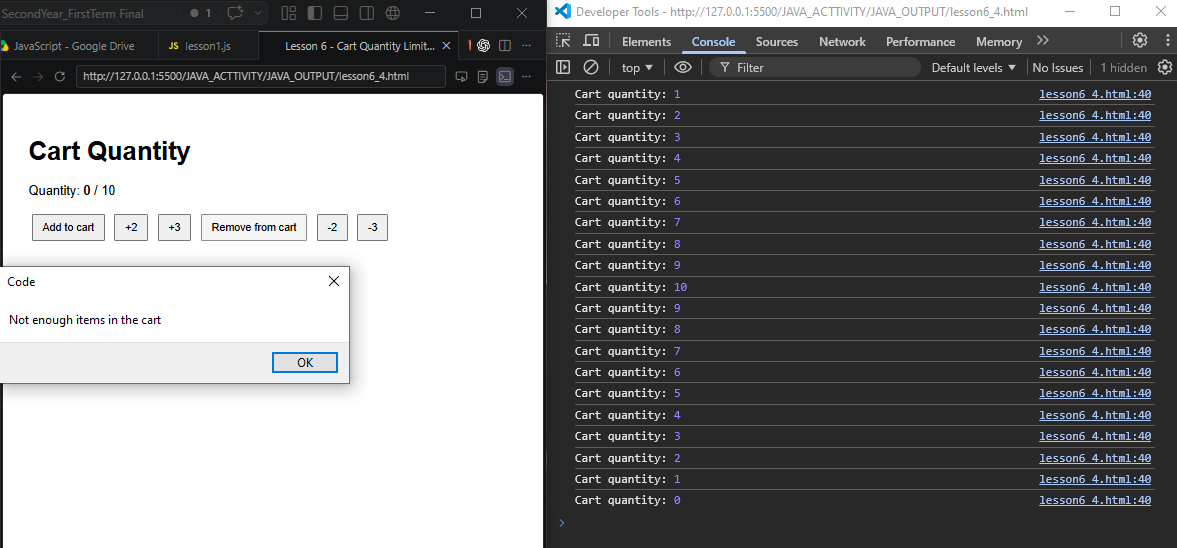 SecondYear_FirstTerm Final
1
JavaScript - Google Drive
JS lesson1.js
Lesson 6 - Cart Quantity Limit...
http://127.0.0.1:5500/JAVA_ACTTIVITY/JAVA_OUTPUT/lesson6_4.html
Cart Quantity
Quantity: 0 / 10
Add to cart
+2
+3
Remove from cart
-2
-3
Code
Not enough items in the cart
OK
Developer Tools - http://127.0.0.1:5500/JAVA_ACTTIVITY/JAVA_OUTPUT/lesson6_4.html
Elements Console Sources Network Performance Memory
top Filter Default levels No Issues 1 hidden
Cart quantity: 1 lesson6_4.html:40
Cart quantity: 2 lesson6_4.html:40
Cart quantity: 3 lesson6_4.html:40
Cart quantity: 4 lesson6_4.html:40
Cart quantity: 5 lesson6_4.html:40
Cart quantity: 6 lesson6_4.html:40
Cart quantity: 7 lesson6_4.html:40
Cart quantity: 8 lesson6_4.html:40
Cart quantity: 9 lesson6_4.html:40
Cart quantity: 10 lesson6_4.html:40
Cart quantity: 9 lesson6_4.html:40
Cart quantity: 8 lesson6_4.html:40
Cart quantity: 7 lesson6_4.html:40
Cart quantity: 6 lesson6_4.html:40
Cart quantity: 5 lesson6_4.html:40
Cart quantity: 4 lesson6_4.html:40
Cart quantity: 3 lesson6_4.html:40
Cart quantity: 2 lesson6_4.html:40
Cart quantity: 1 lesson6_4.html:40
Cart quantity: 0 lesson6_4.html:40